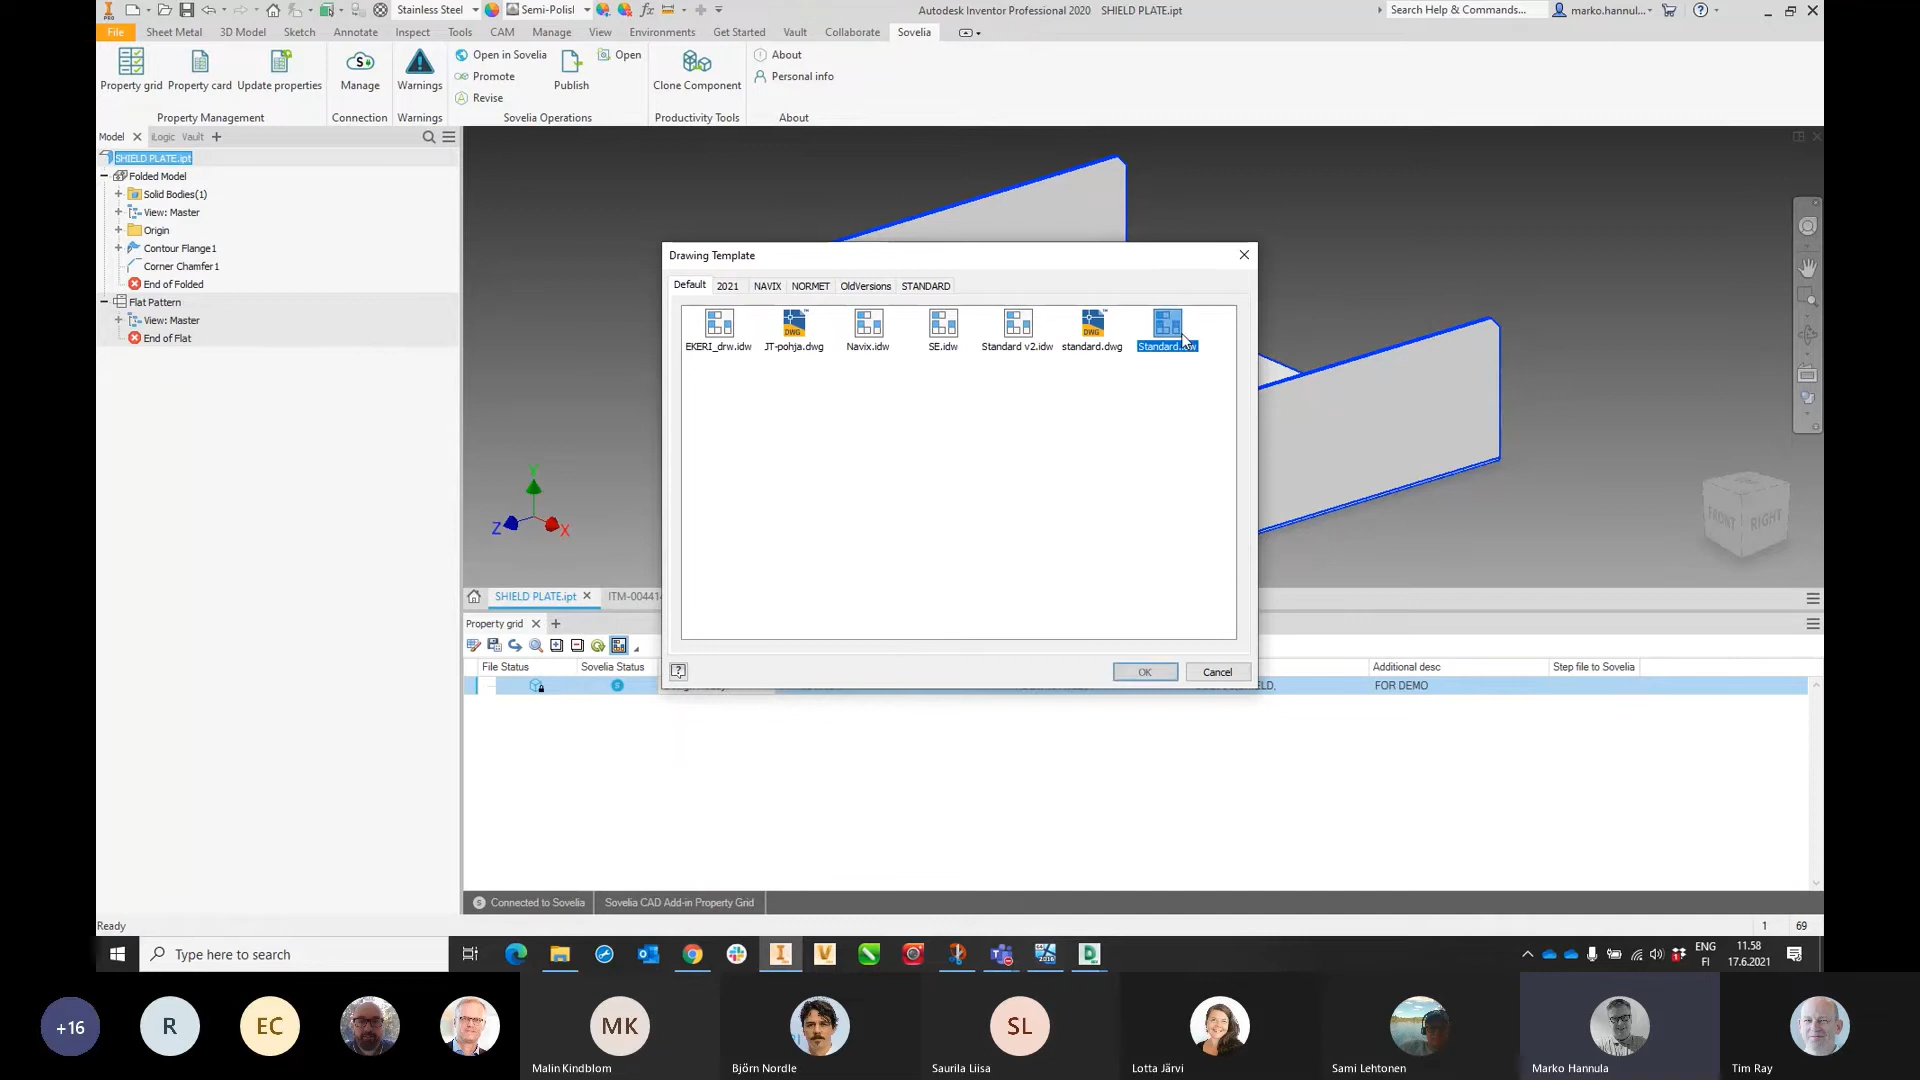 Stainless Steel
Semi-Polisl
Autodesk Inventor Professional 2020 SHIELD PLATE.ipt
Search Help & Commands...
marko.hannul...
File Sheet Metal 3D Model Sketch Annotate Inspect Tools CAM Manage View Environments Get Started Vault Collaborate Sovelia
Property grid Property card Update properties
Manage
Warnings
Open in Sovelia
Promote
Revise
Publish
Open
Clone Component
About
Personal info
Property Management Connection Warnings Sovelia Operations Productivity Tools About
Model iLogic Vault
SHIELD PLATE.ipt
Folded Model
Solid Bodies(1)
View: Master
Origin
Contour Flange1
Corner Chamfer1
End of Folded
Flat Pattern
View: Master
End of Flat
Drawing Template
Default 2021 NAVIX NORMET OldVersions STANDARD
DWG DWG
EKERI_drw.idw JT-pohja.dwg Navix.idw SE.idw Standard v2.idw standard.dwg
OK Cancel
Y
Z X
FRONT RIGHT
SHIELD PLATE.ipt ITM-00441
Property grid
File Status Sovelia Status Additional desc Step file to Sovelia
FOR DEMO
Connected to Sovelia Sovelia CAD Add-in Property Grid
Ready 1 69
Type here to search
ENG
FI
11.58
17.6.2021
+16 R EC MK SL
Malin Kindblom Björn Nordle Saurila Liisa Lotta Järvi Sami Lehtonen Marko Hannula Tim Ray